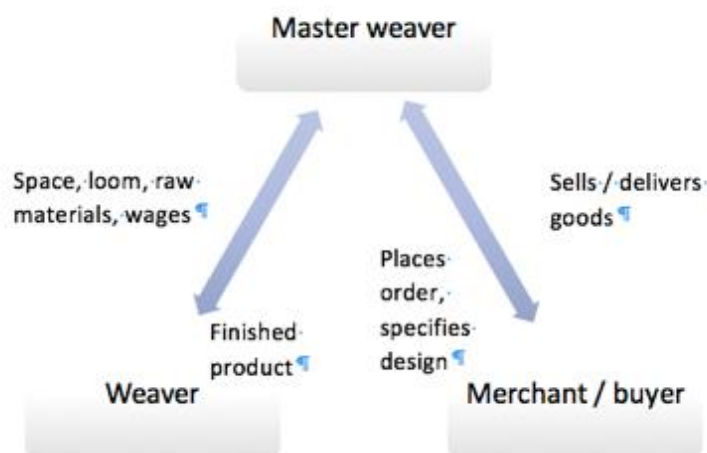 Master weaver
Space, loom, raw
materials, wages
Sells / delivers
goods
Places
order,
specifies
design
Finished
product
Weaver
Merchant / buyer